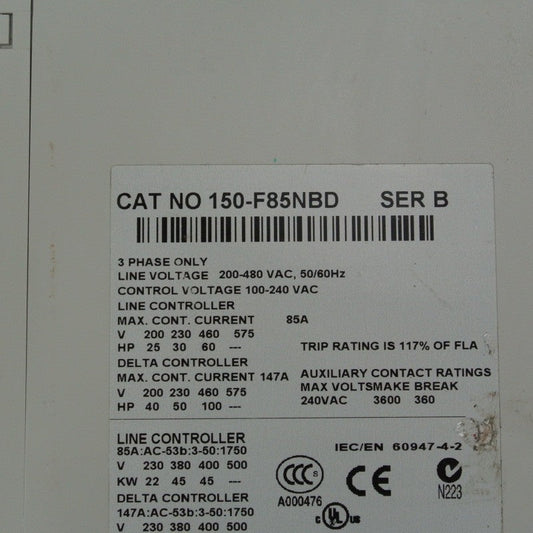 CAT NO 150-F85NBD SER B
3 PHASE ONLY
LINE VOLTAGE 200-480 VAC, 50/60Hz
CONTROL VOLTAGE 100-240 VAC
LINE CONTROLLER
MAX. CONT. CURRENT 85A
V 200 230 460 575
HP 25 30 60 ---
TRIP RATING IS 117% OF FLA
DELTA CONTROLLER
MAX. CONT. CURRENT 147A
V 200 230 460 575
HP 40 50 100 ---
AUXILIARY CONTACT RATINGS
MAX VOLTSMAKE BREAK
240VAC 3600 360
LINE CONTROLLER
85A:AC-53b:3-50:1750
V 230 380 400 500
KW 22 45 45 ---
DELTA CONTROLLER
147A:AC-53b:3-50:1750
V 230 380 400 500
IEC/EN 60947-4-2
CCC
A000476
CE
N223
C UL US